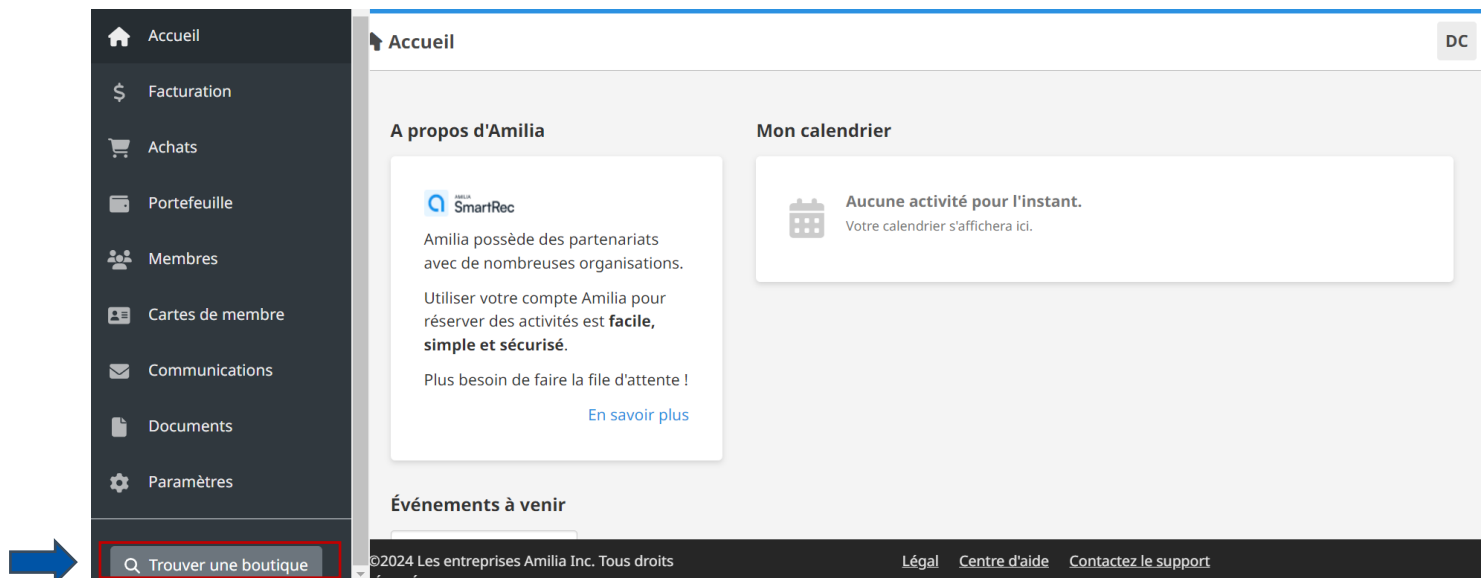 Accueil
Facturation
Achats
Portefeuille
Membres
Cartes de membre
Communications
Documents
Paramètres
Trouver une boutique
Accueil
DC
A propos d'Amilia
AMILIA
SmartRec
Amilia possède des partenariats
avec de nombreuses organisations.
Utiliser votre compte Amilia pour
réserver des activités est facile,
simple et sécurisé.
Plus besoin de faire la file d'attente !
En savoir plus
Mon calendrier
Aucune activité pour l'instant.
Votre calendrier s'affichera ici.
Événements à venir
©2024 Les entreprises Amilia Inc. Tous droits
Légal Centre d'aide Contactez le support